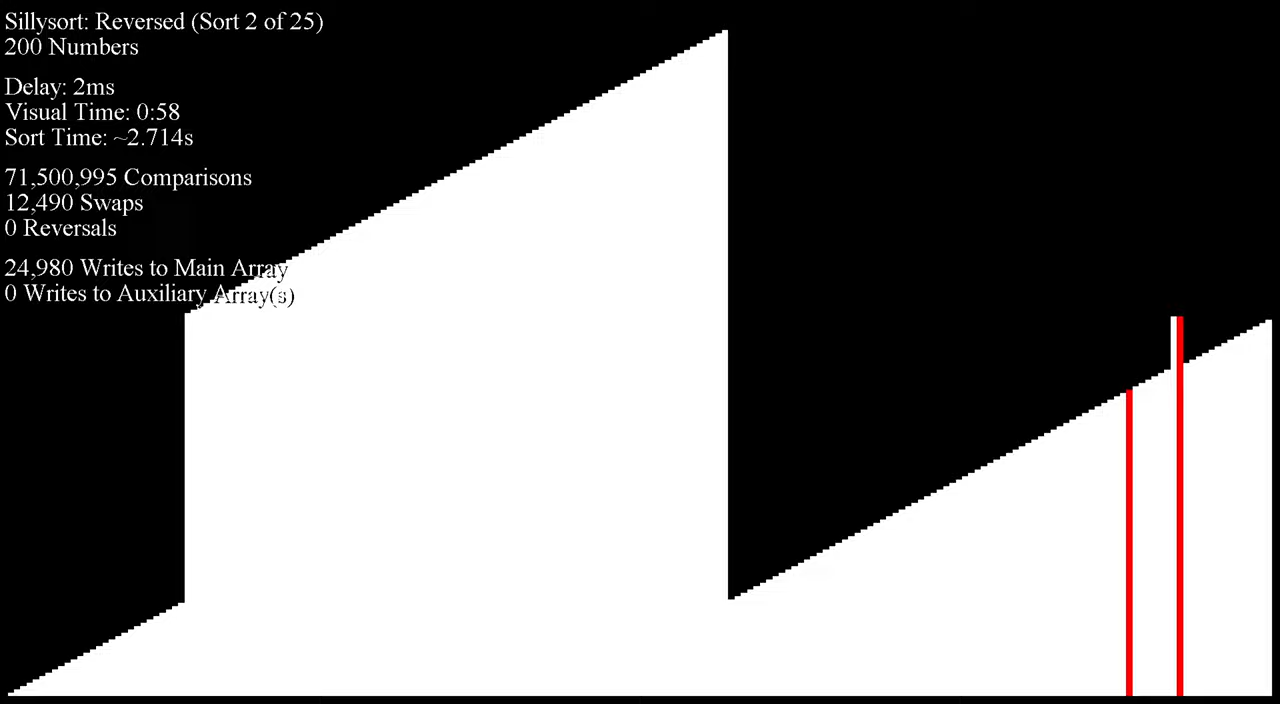 Sillysort: Reversed (Sort 2 of 25)
200 Numbers
Delay: 2ms
Visual Time: 0:58
Sort Time: ~2.714s
71,500,995 Comparisons
12,490 Swaps
0 Reversals
24,980 Writes to Main Array
0 Writes to Auxiliary Array(s)